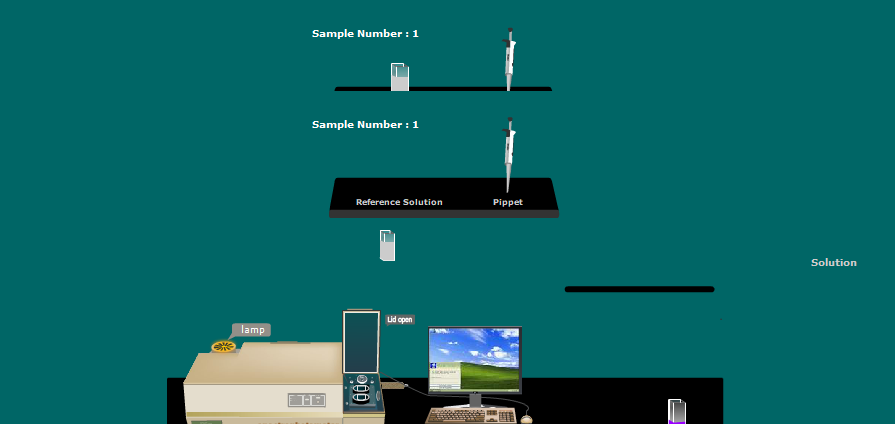 Sample Number : 1
Sample Number : 1
Reference Solution
Pippet
Solution
Lid open
lamp